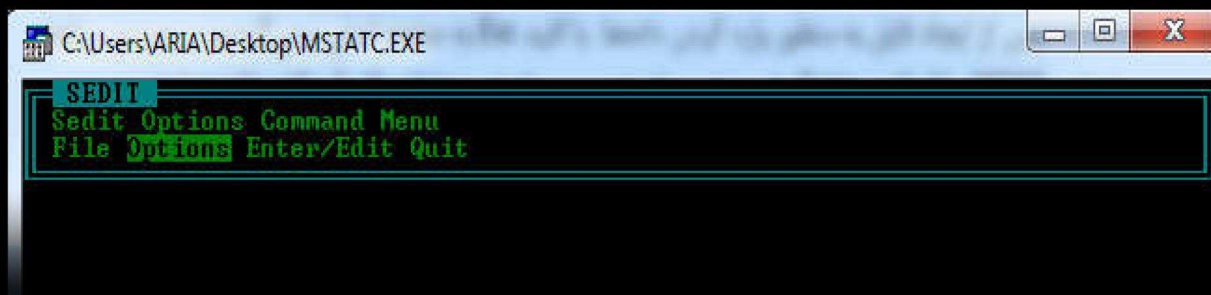 C:\Users\ARIA\Desktop\MSTATC.EXE
SEDIT
Sedit Options Command Menu
File Options Enter/Edit Quit